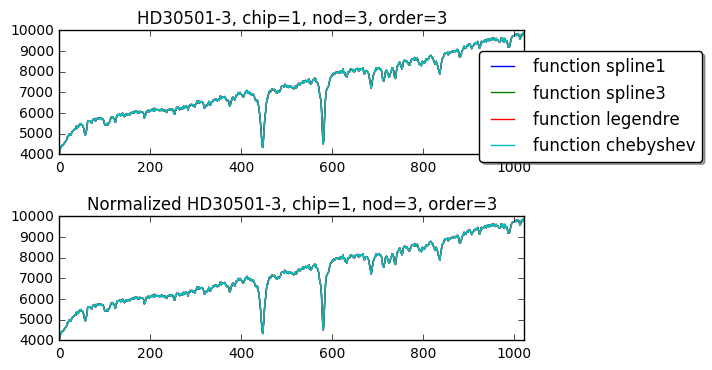 HD30501-3, chip=1, nod=3, order=3
10000
9000
8000
7000
6000
5000
4000
0 200 400 600 800 1000
function spline1
function spline3
function legendre
function chebyshev
Normalized HD30501-3, chip=1, nod=3, order=3
10000
9000
8000
7000
6000
5000
4000
0 200 400 600 800 1000